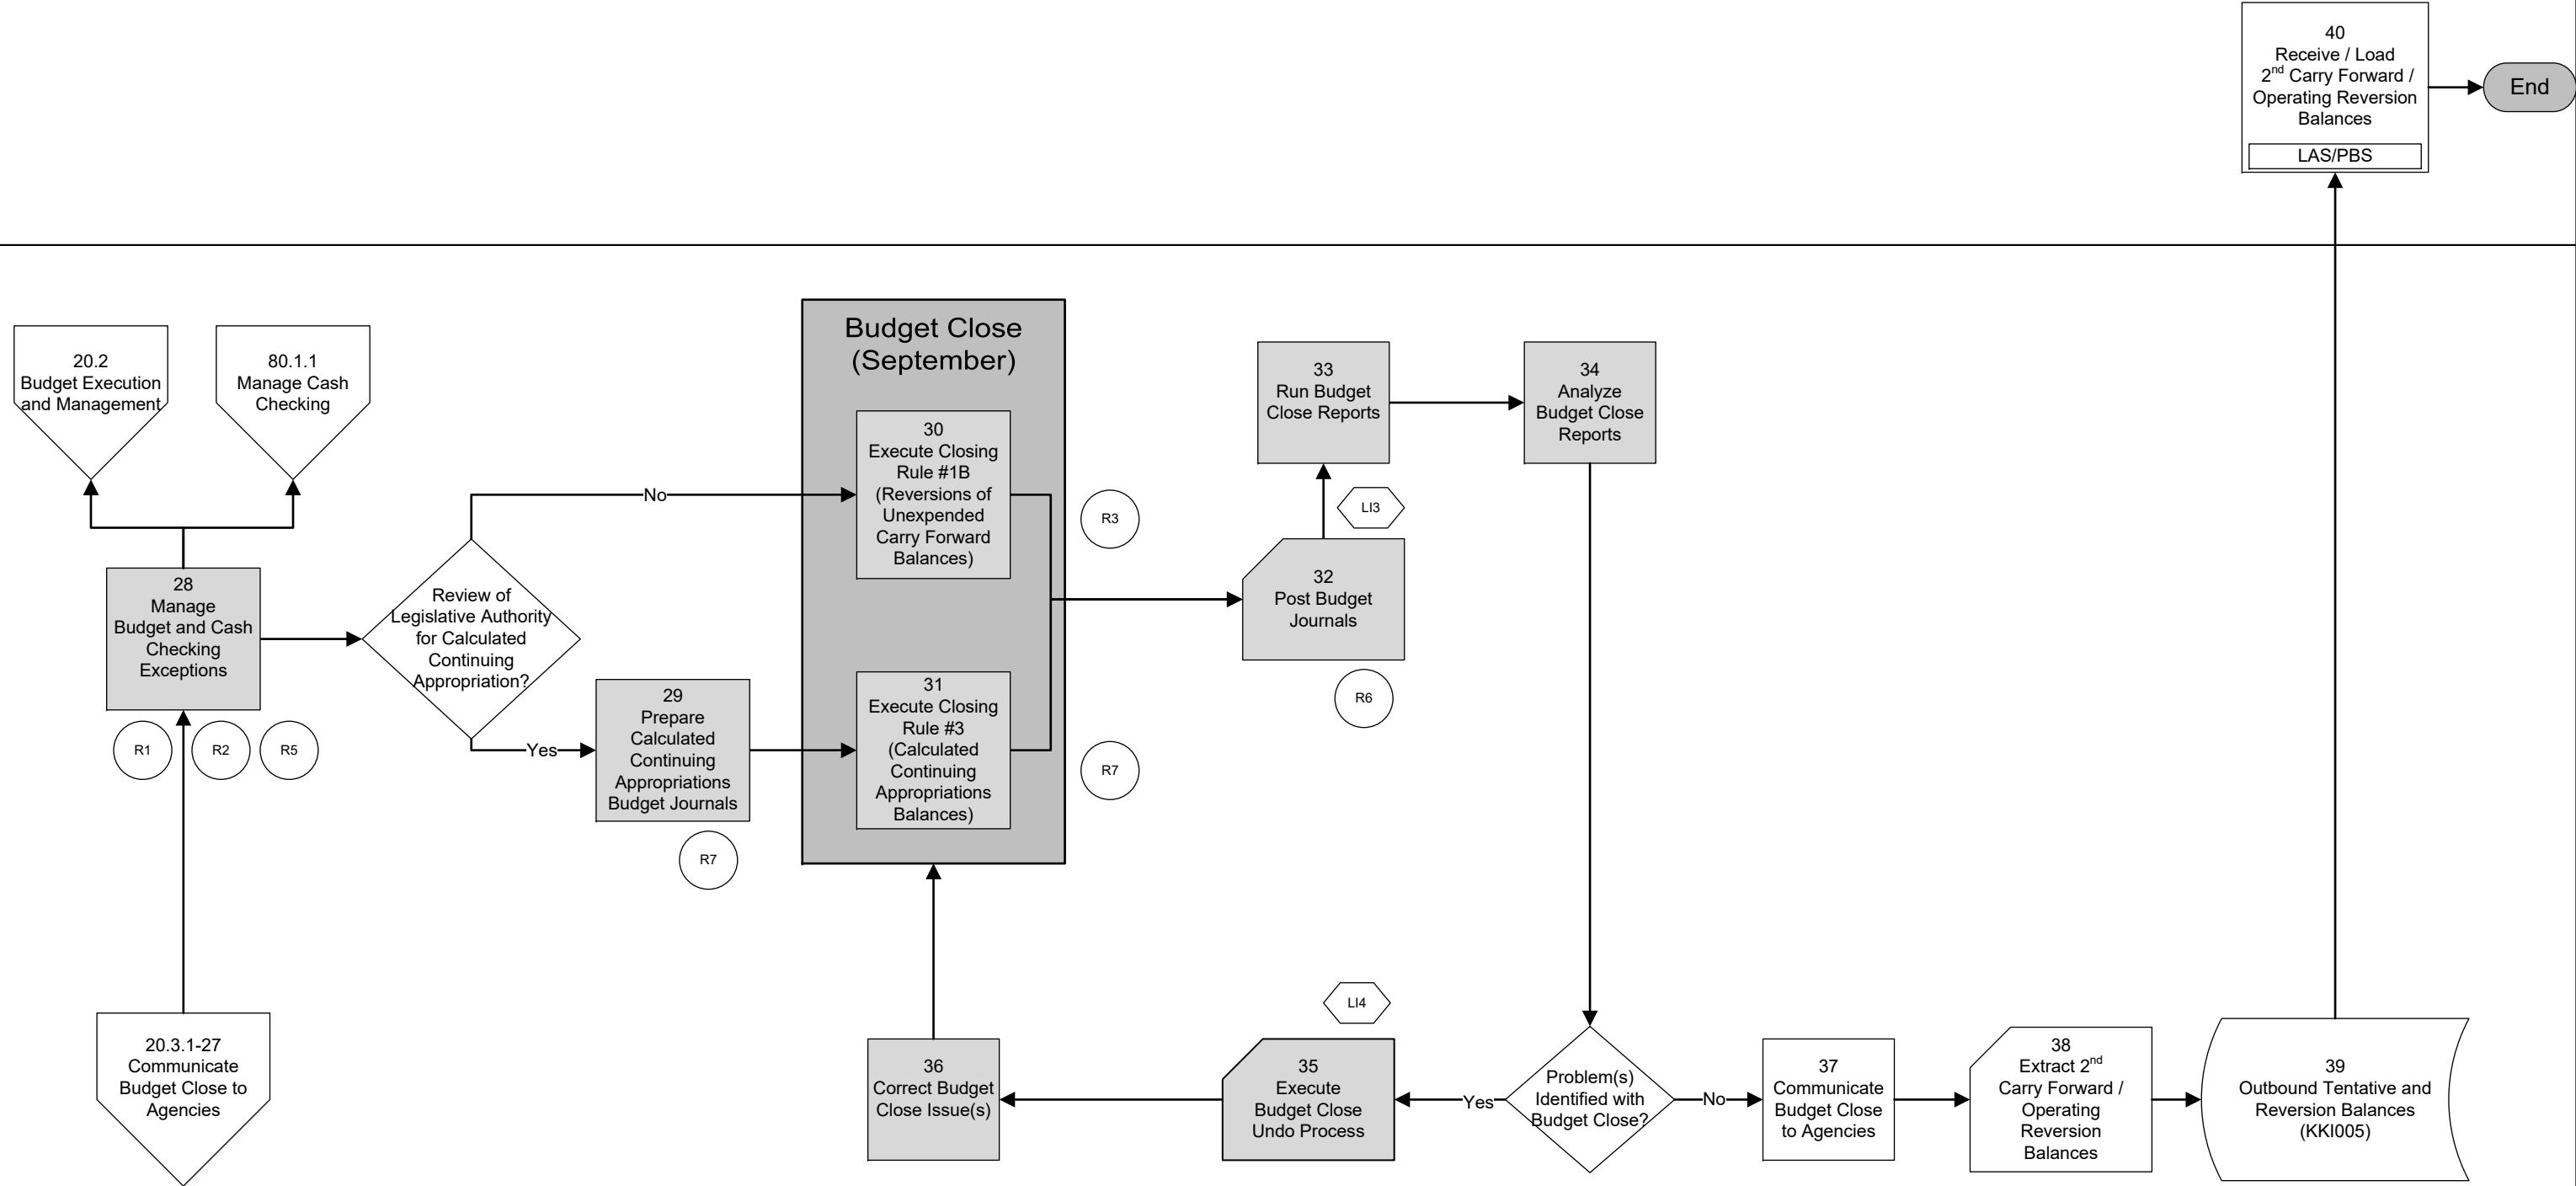 40
Receive / Load
2nd Carry Forward /
Operating Reversion
Balances
LAS/PBS
End
20.2
Budget Execution
and Management
80.1.1
Manage Cash
Checking
28
Manage
Budget and Cash
Checking
Exceptions
R1
R2
R5
20.3.1-27
Communicate
Budget Close to
Agencies
Review of
Legislative Authority
for Calculated
Continuing
Appropriation?
No
Yes
29
Prepare
Calculated
Continuing
Appropriations
Budget Journals
R7
Budget Close
(September)
30
Execute Closing
Rule #1B
(Reversions of
Unexpended
Carry Forward
Balances)
R3
31
Execute Closing
Rule #3
(Calculated
Continuing
Appropriations
Balances)
R7
32
Post Budget
Journals
R6
LI3
33
Run Budget
Close Reports
34
Analyze
Budget Close
Reports
Problem(s)
Identified with
Budget Close?
Yes
No
LI4
35
Execute
Budget Close
Undo Process
36
Correct Budget
Close Issue(s)
37
Communicate
Budget Close
to Agencies
38
Extract 2nd
Carry Forward /
Operating
Reversion
Balances
39
Outbound Tentative and
Reversion Balances
(KKI005)